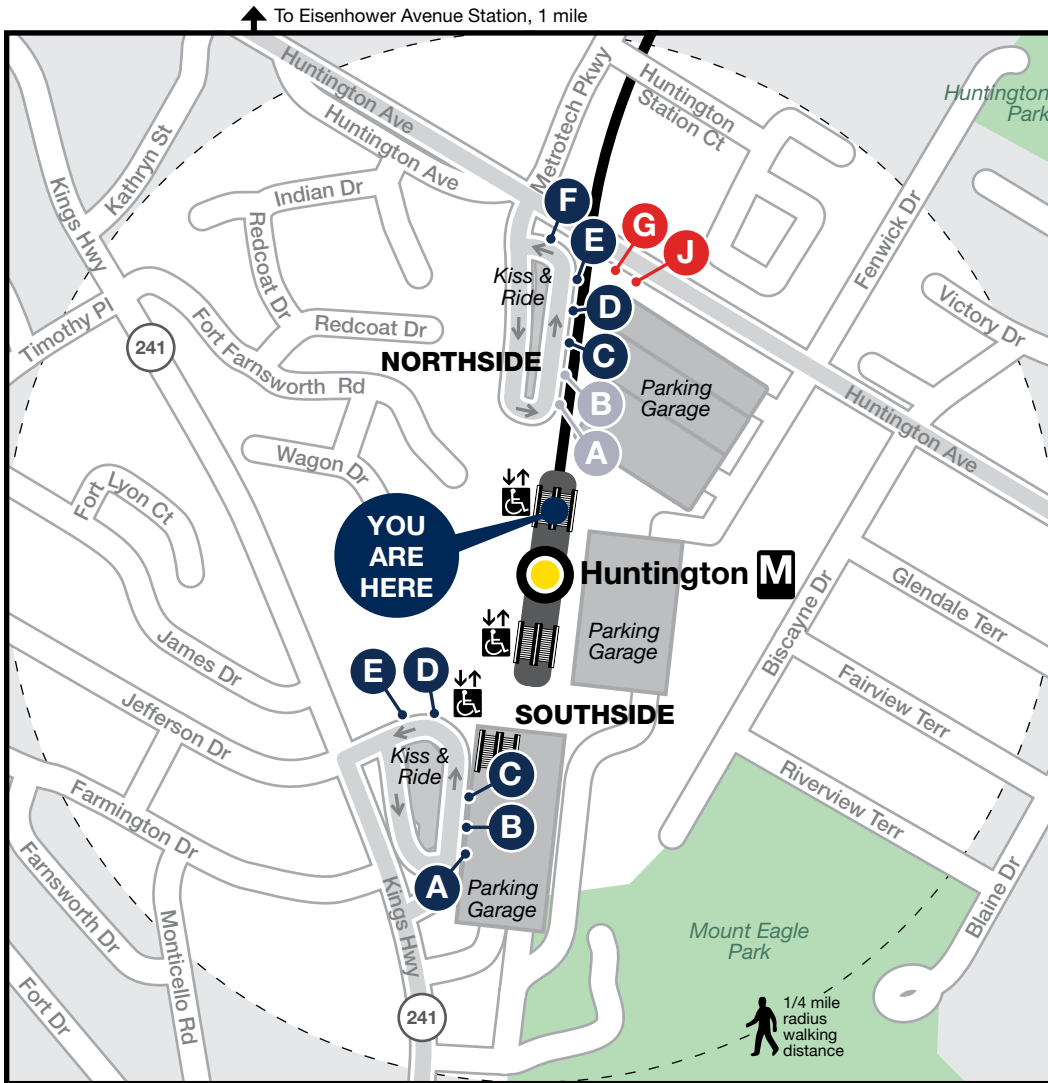 To Eisenhower Avenue Station, 1 mile
Huntington Ave
Huntington Ave
Metrotech Pkwy
Huntington
Station Ct
Huntington
Park
Kathryn St
Kings Hwy
Indian Dr
Redcoat Dr
Redcoat Dr
Fenwick Dr
Victory Dr
F
G
E
J
Kiss &
Ride
D
C
B
A
NORTHSIDE
Parking
Garage
Timothy Pl
241
Fort Farnsworth Rd
Wagon Dr
Huntington Ave
Fort
Lyon Ct
YOU
ARE
HERE
Huntington M
Parking
Garage
Biscayne Dr
Glendale Terr
Fairview Terr
Riverview Terr
Blaine Dr
James Dr
Jefferson Dr
Farmington Dr
Farnsworth Dr
Monticello Rd
Fort Dr
E
D
SOUTHSIDE
Kiss &
Ride
C
B
A
Parking
Garage
Kings Hwy
241
Mount Eagle
Park
1/4 mile
radius
walking
distance